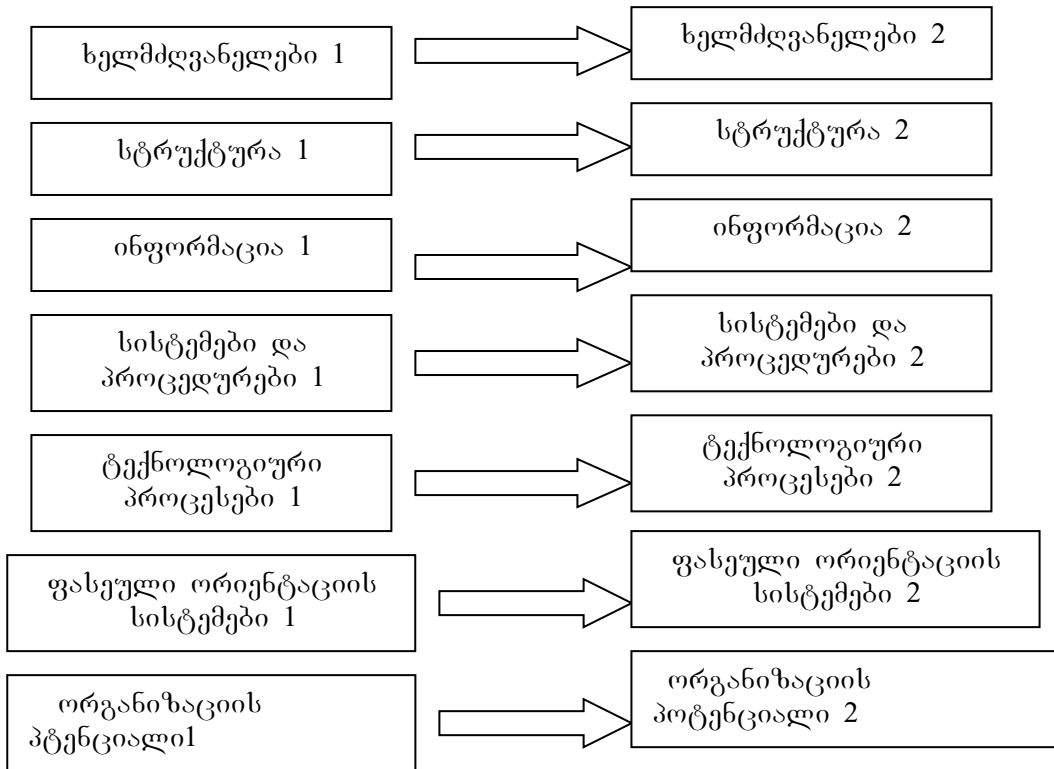 ხელმძღვანელები 1
ხელმძღვანელები 2
სტრუქტურა 1
სტრუქტურა 2
ინფორმაცია 1
ინფორმაცია 2
სისტემები და
პროცედურები 1
სისტემები და
პროცედურები 2
ტექნოლოგიური
პროცესები 1
ტექნოლოგიური
პროცესები 2
ფასეული ორიენტაციის
სისტემები 1
ფასეული ორიენტაციის
სისტემები 2
ორგანიზაციის
პტენციალი1
ორგანიზაციის
პოტენციალი 2